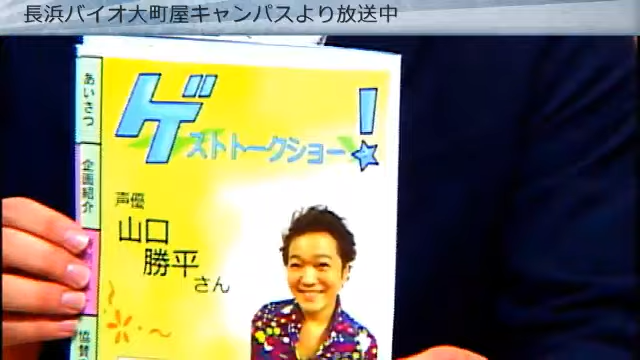 長浜バイオ大町屋キャンパスより放送中
あいさつ
企画紹介
協賛
ゲストトークショー!
声優
山口
勝平
さん